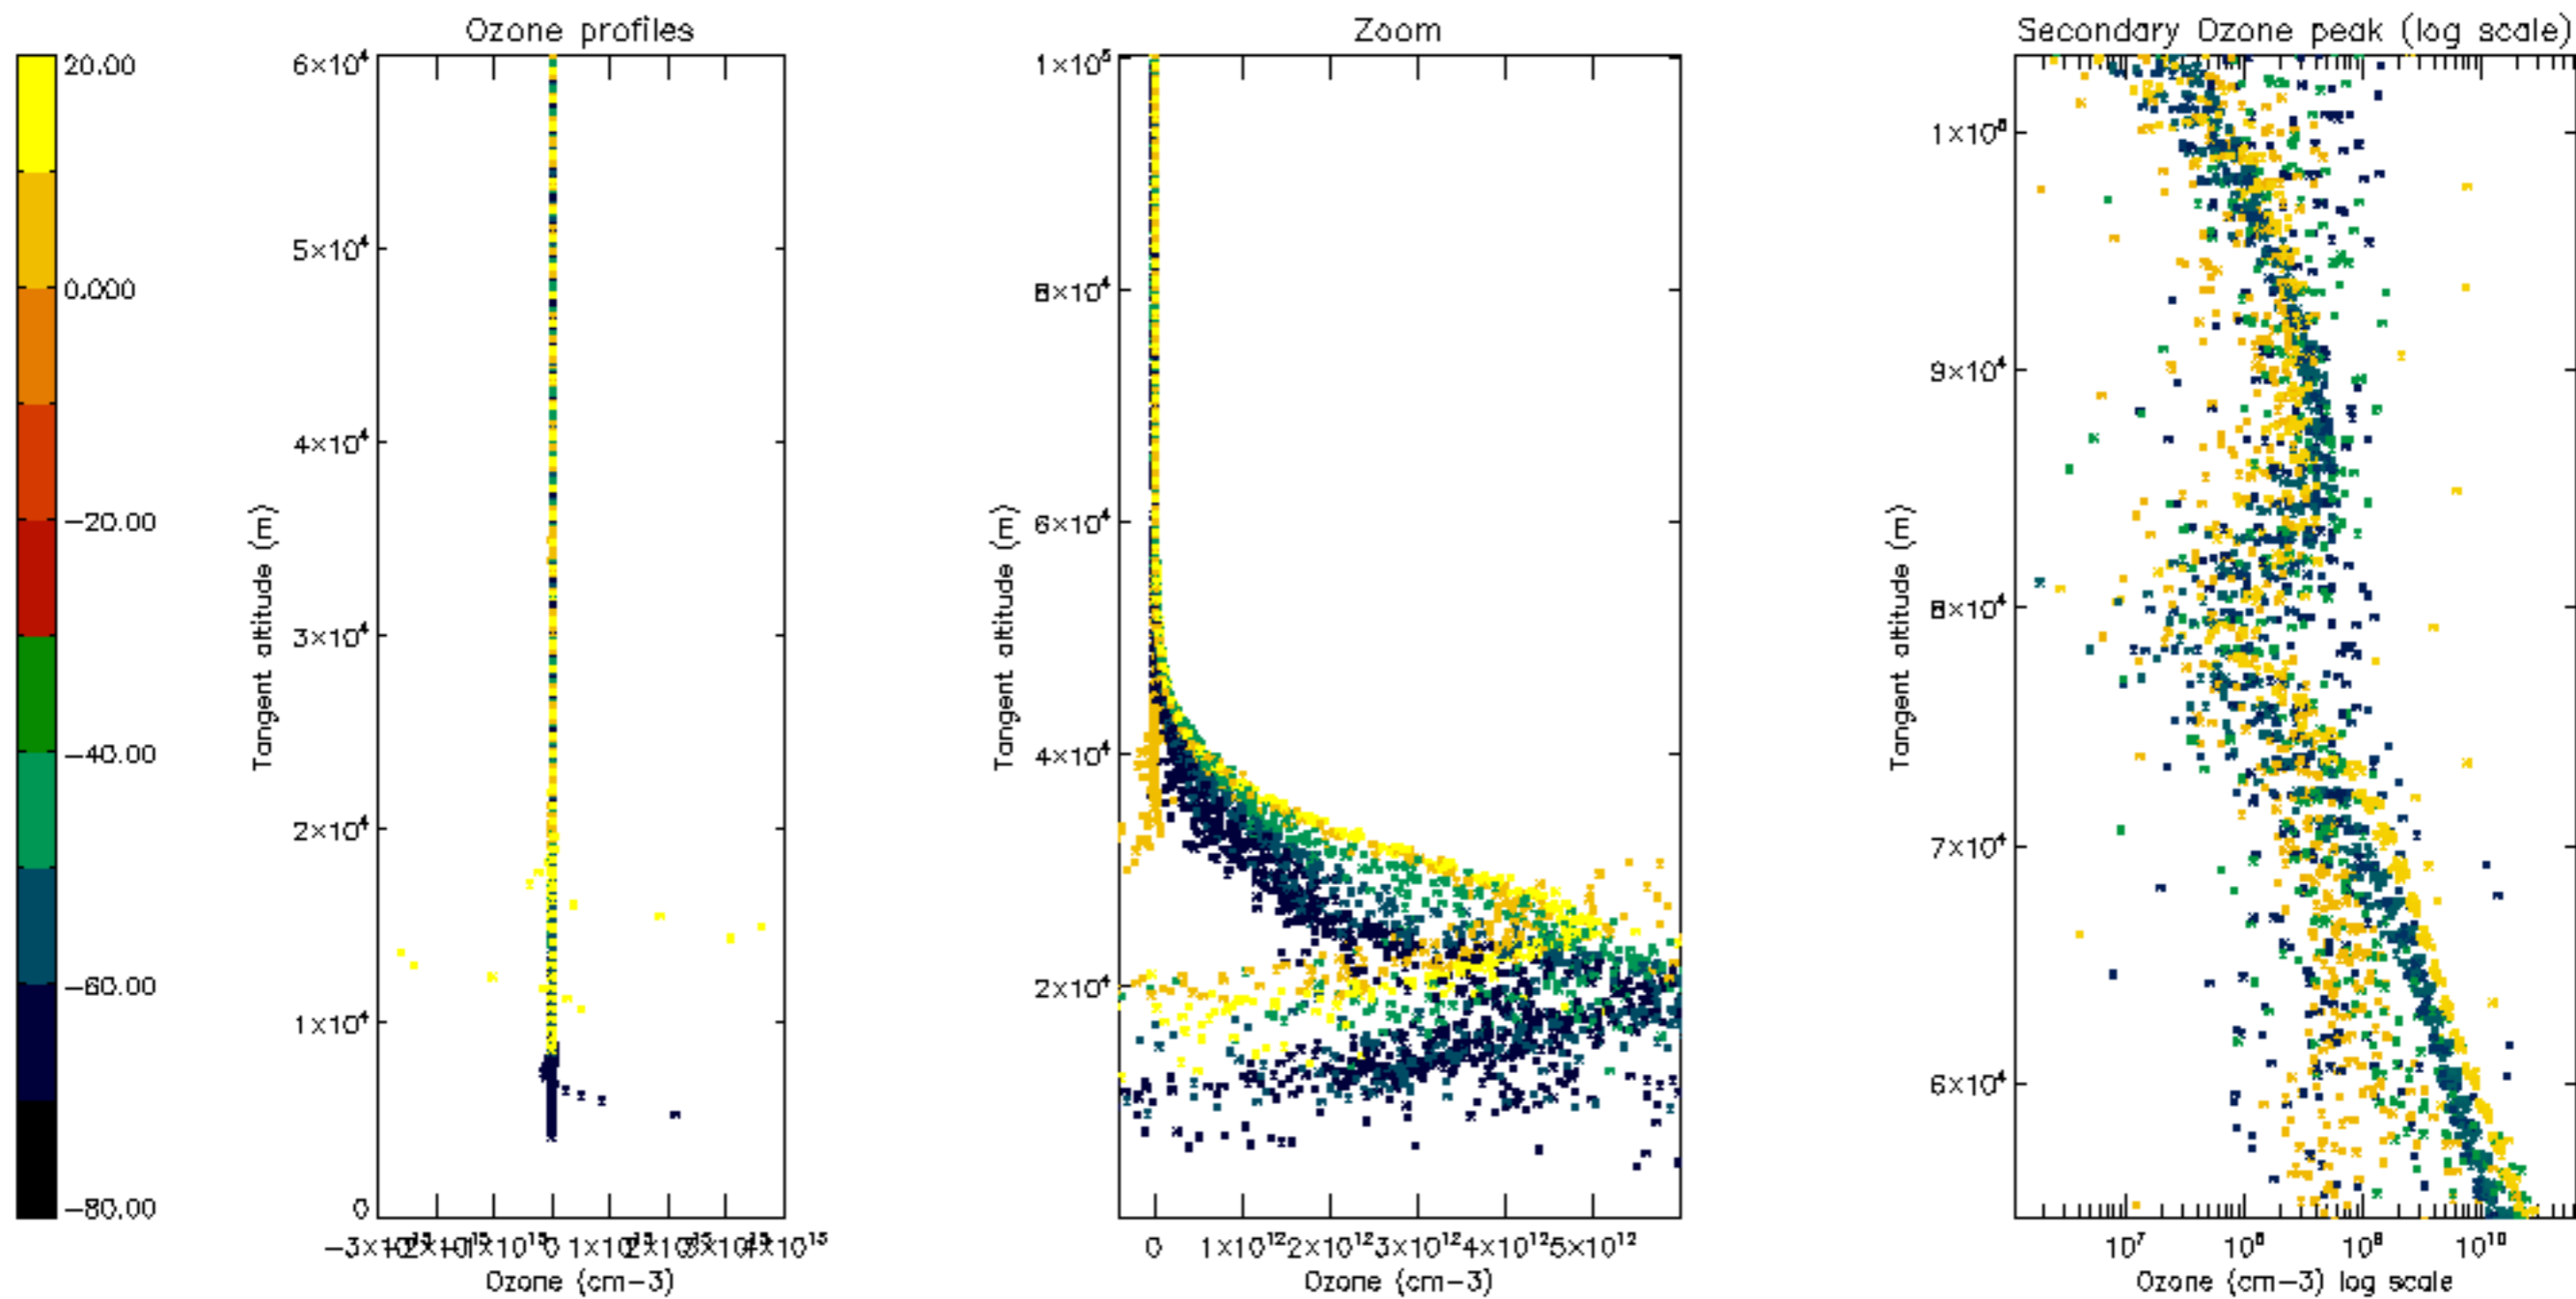 Ozone profiles
Zoom
Secondary Ozone peak (log scale)
20.00
0.000
−20.00
−40.00
−60.00
−80.00
6×10⁴
5×10⁴
4×10⁴
3×10⁴
2×10⁴
1×10⁴
0
Tangent altitude (m)
0 1×10¹⁵ 4×10¹⁵
Ozone (cm−3)
1×10⁵
8×10⁴
6×10⁴
4×10⁴
2×10⁴
Tangent altitude (m)
0 1×10¹² 2×10¹² 3×10¹² 4×10¹² 5×10¹²
Ozone (cm−3)
9×10⁴
8×10⁴
7×10⁴
6×10⁴
Tangent altitude (m)
10⁷ 10⁸ 10⁹ 10¹⁰
Ozone (cm−3) log scale